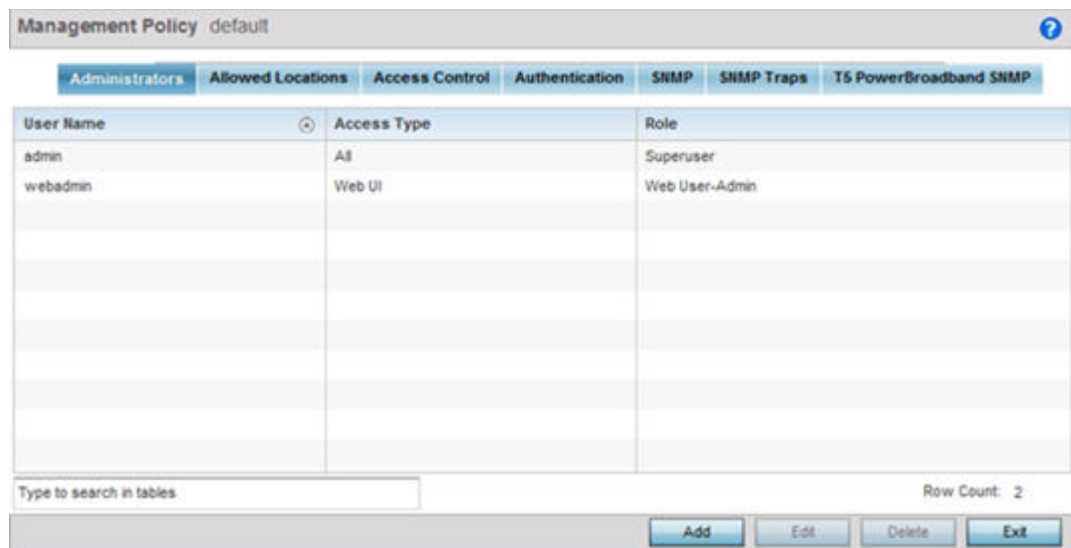 Management Policy default
?
Administrators Allowed Locations Access Control Authentication SNMP SNMP Traps T5 PowerBroadband SNMP
User Name Access Type Role
admin All Superuser
webadmin Web UI Web User-Admin
Type to search in tables Row Count: 2
Add Edit Delete Exit